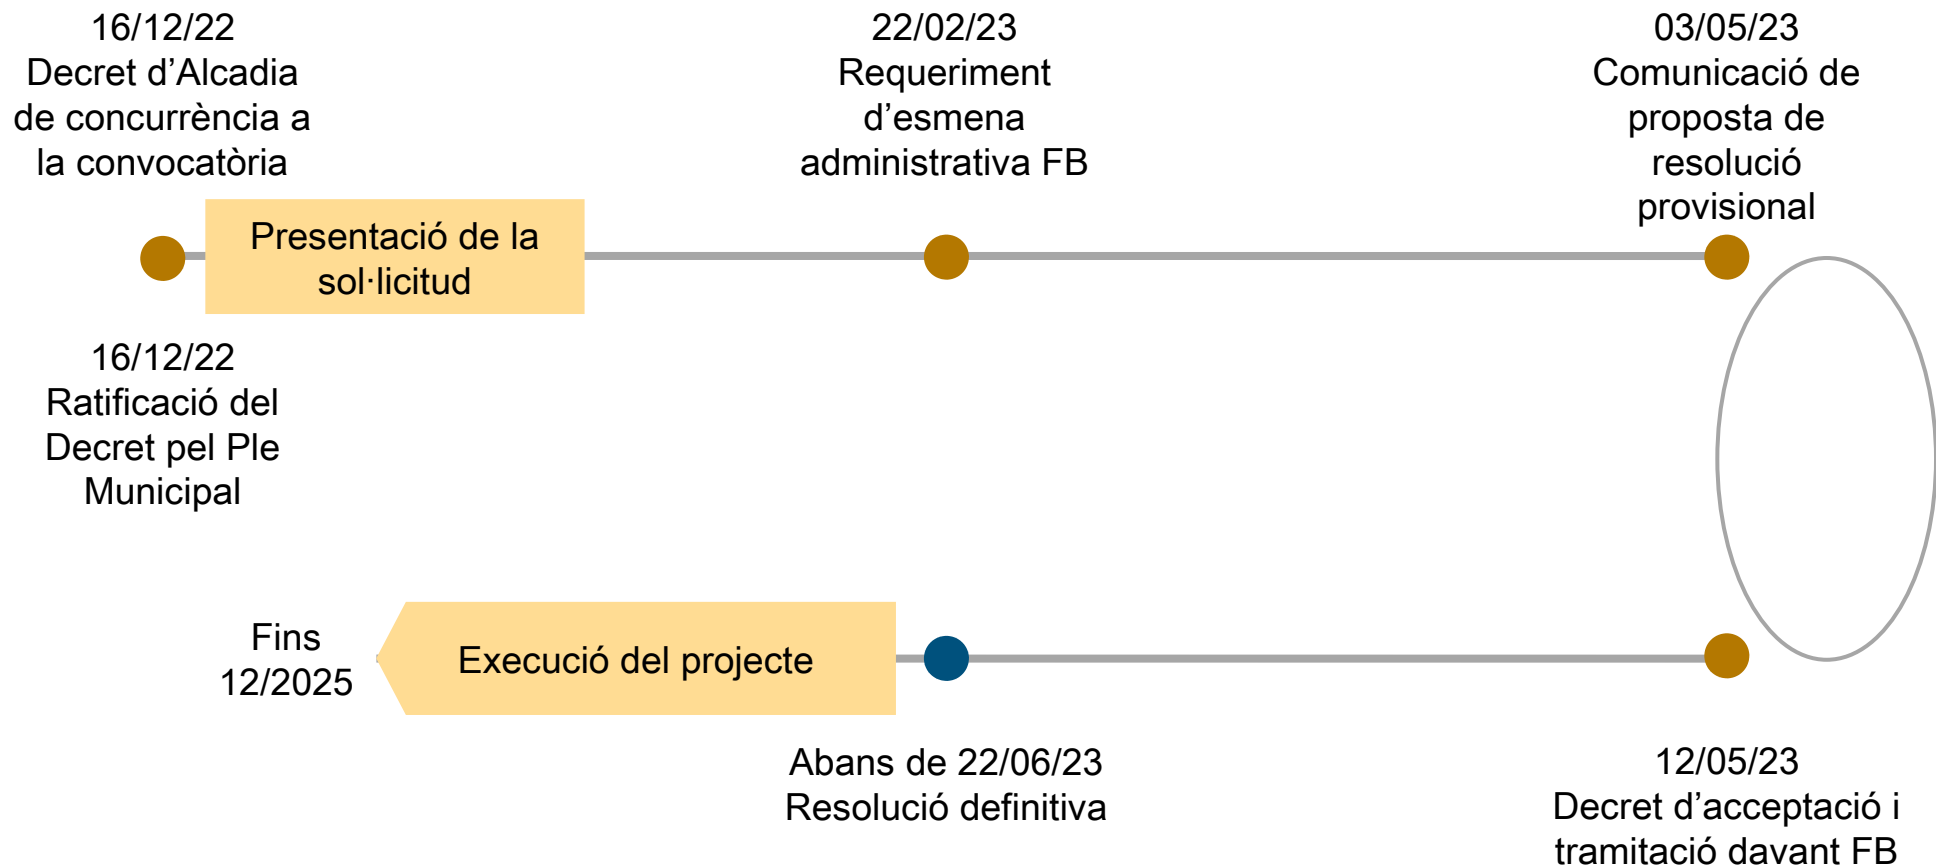 16/12/22
Decret d’Alcadia
de concurrència a
la convocatòria
22/02/23
Requeriment
d’esmena
administrativa FB
03/05/23
Comunicació de
proposta de
resolució
provisional
Presentació de la
sol·licitud
16/12/22
Ratificació del
Decret pel Ple
Municipal
Fins
12/2025
Execució del projecte
Abans de 22/06/23
Resolució definitiva
12/05/23
Decret d’acceptació i
tramitació davant FB